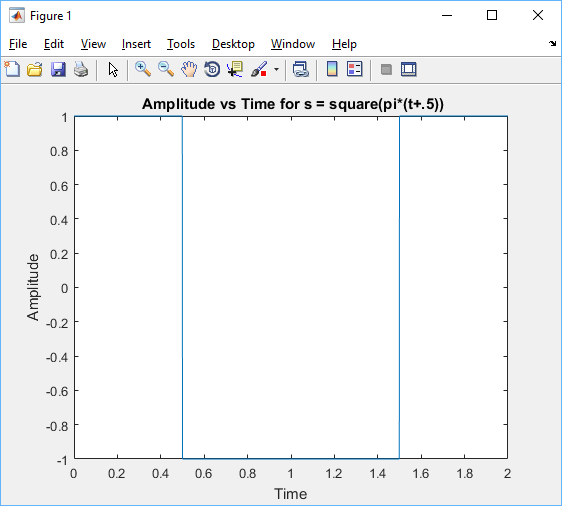 Figure 1
File Edit View Insert Tools Desktop Window Help
Amplitude vs Time for s = square(pi*(t+.5))
1
0.8
0.6
0.4
0.2
0
-0.2
-0.4
-0.6
-0.8
-1
Amplitude
0 0.2 0.4 0.6 0.8 1 1.2 1.4 1.6 1.8 2
Time